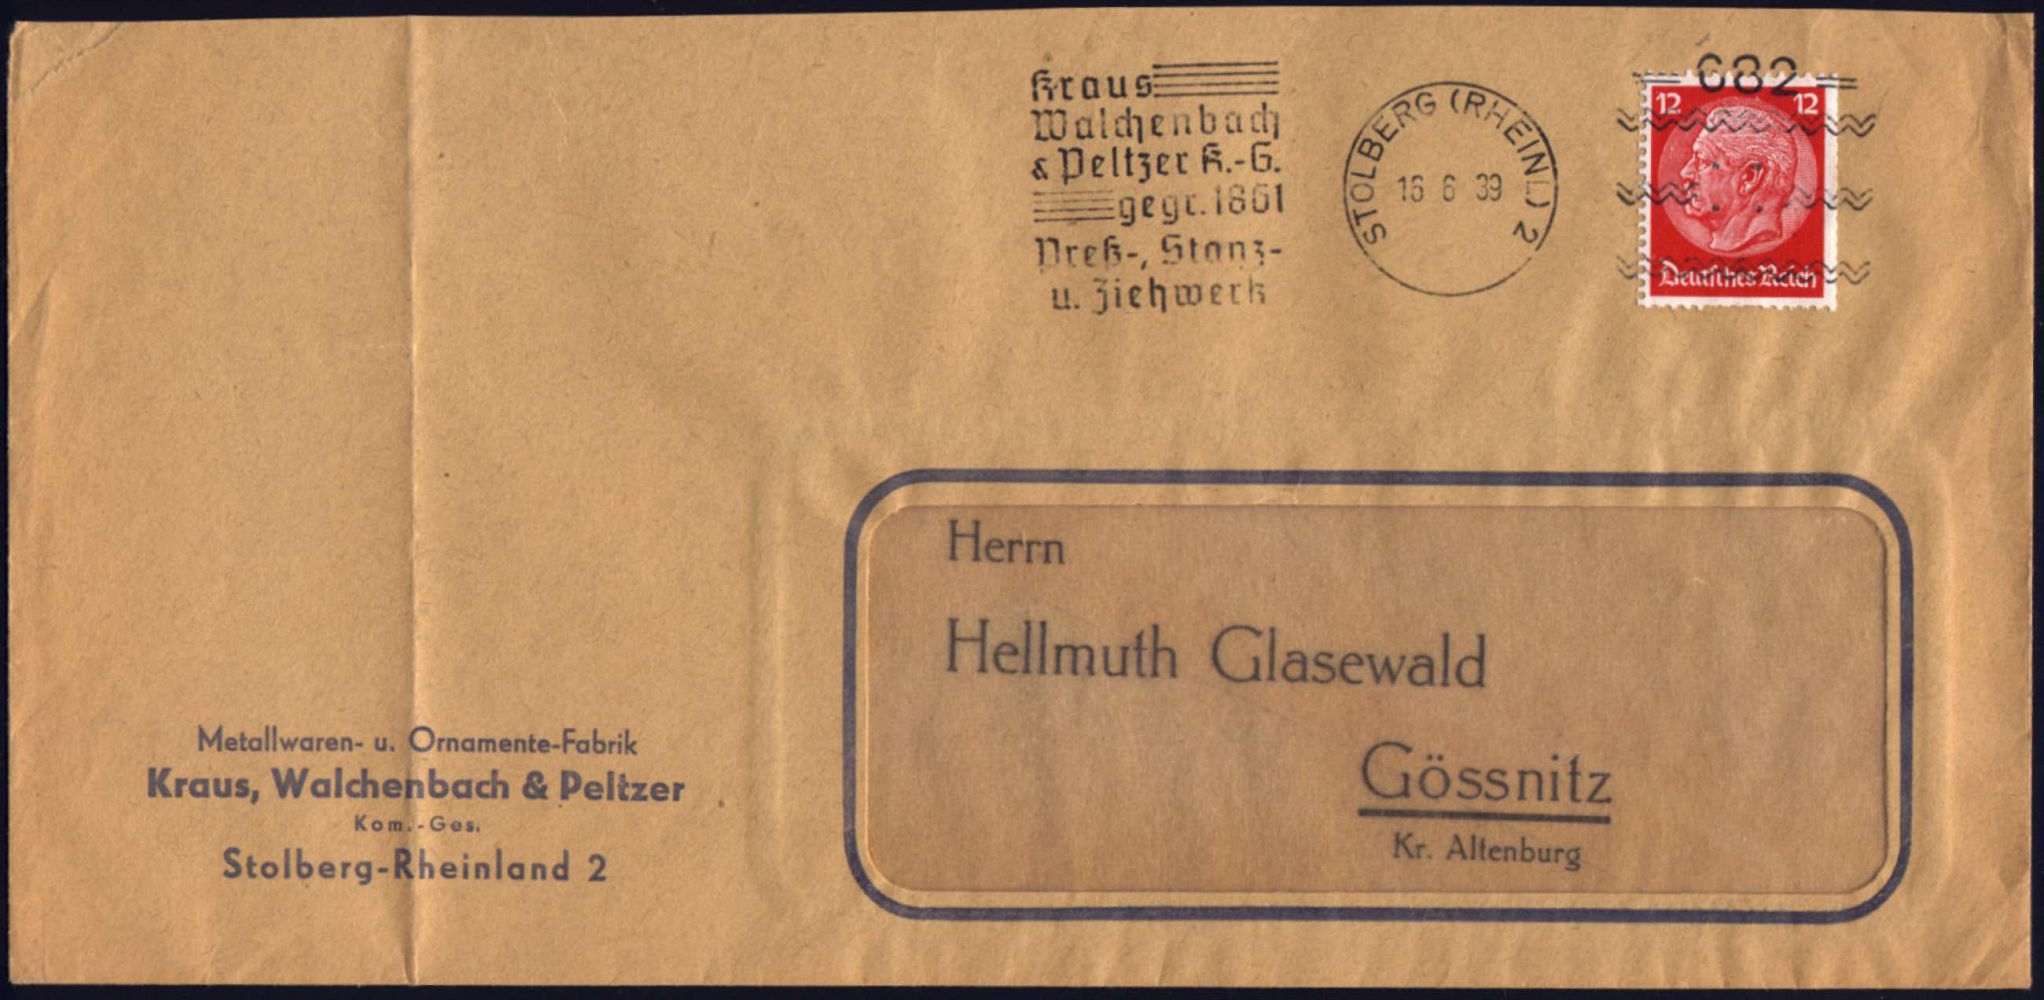 Kraus
Walchenbach
& Peltzer K.-G.
gegr. 1861
Preß-, Stanz-
u. Ziehwerk
STOLBERG (RHEINL) 2
16 6 39
682
12 12
Deutsches Reich
Herrn
Hellmuth Glasewald
Gössnitz
Kr. Altenburg
Metallwaren- u. Ornamente-Fabrik
Kraus, Walchenbach & Peltzer
Kom.-Ges.
Stolberg-Rheinland 2